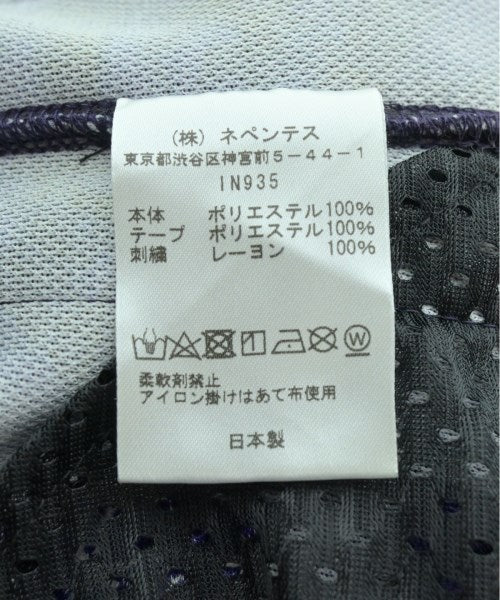 （株）ネペンテス
東京都渋谷区神宮前5-44-1
IN935
本体 ポリエステル100%
テープ ポリエステル100%
刺繍 レーヨン 100%
W
柔軟剤禁止
アイロン掛けはあて布使用
日本製